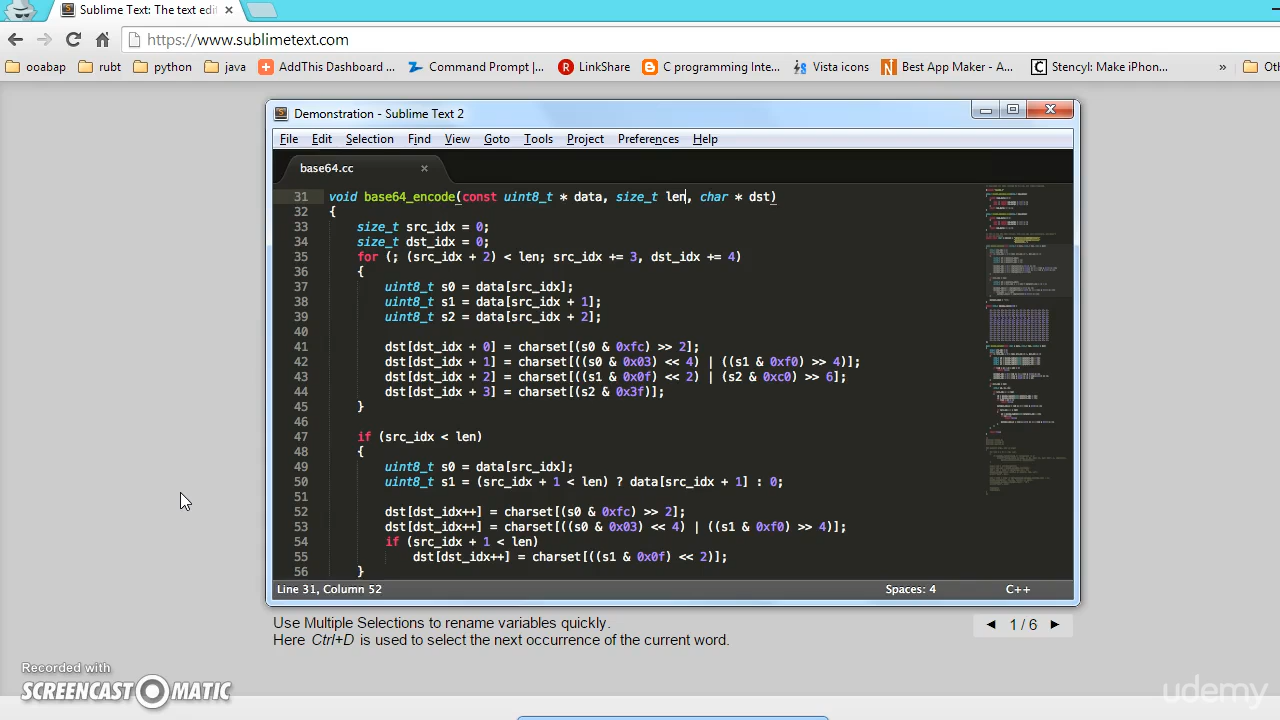 Sublime Text: The text edi
https://www.sublimetext.com
ooabap rubt python java AddThis Dashboard ... Command Prompt |... LinkShare C programming Inte... Vista icons Best App Maker - A... Stencyl: Make iPhon... » Oth
Demonstration - Sublime Text 2
File Edit Selection Find View Goto Tools Project Preferences Help
base64.cc
31 void base64_encode(const uint8_t * data, size_t len, char * dst)
32 {
33 size_t src_idx = 0;
34 size_t dst_idx = 0;
35 for (; (src_idx + 2) < len; src_idx += 3, dst_idx += 4)
36 {
37 uint8_t s0 = data[src_idx];
38 uint8_t s1 = data[src_idx + 1];
39 uint8_t s2 = data[src_idx + 2];
40
41 dst[dst_idx + 0] = charset[(s0 & 0xfc) >> 2];
42 dst[dst_idx + 1] = charset[((s0 & 0x03) << 4) | ((s1 & 0xf0) >> 4)];
43 dst[dst_idx + 2] = charset[((s1 & 0x0f) << 2) | (s2 & 0xc0) >> 6];
44 dst[dst_idx + 3] = charset[(s2 & 0x3f)];
45 }
46
47 if (src_idx < len)
48 {
49 uint8_t s0 = data[src_idx];
50 uint8_t s1 = (src_idx + 1 < len) ? data[src_idx + 1] : 0;
51
52 dst[dst_idx++] = charset[(s0 & 0xfc) >> 2];
53 dst[dst_idx++] = charset[((s0 & 0x03) << 4) | ((s1 & 0xf0) >> 4)];
54 if (src_idx + 1 < len)
55 dst[dst_idx++] = charset[((s1 & 0x0f) << 2)];
56 }
Line 31, Column 52 Spaces: 4 C++
Use Multiple Selections to rename variables quickly.
Here Ctrl+D is used to select the next occurrence of the current word.
1 / 6
Recorded with
SCREENCAST MATIC
udemy